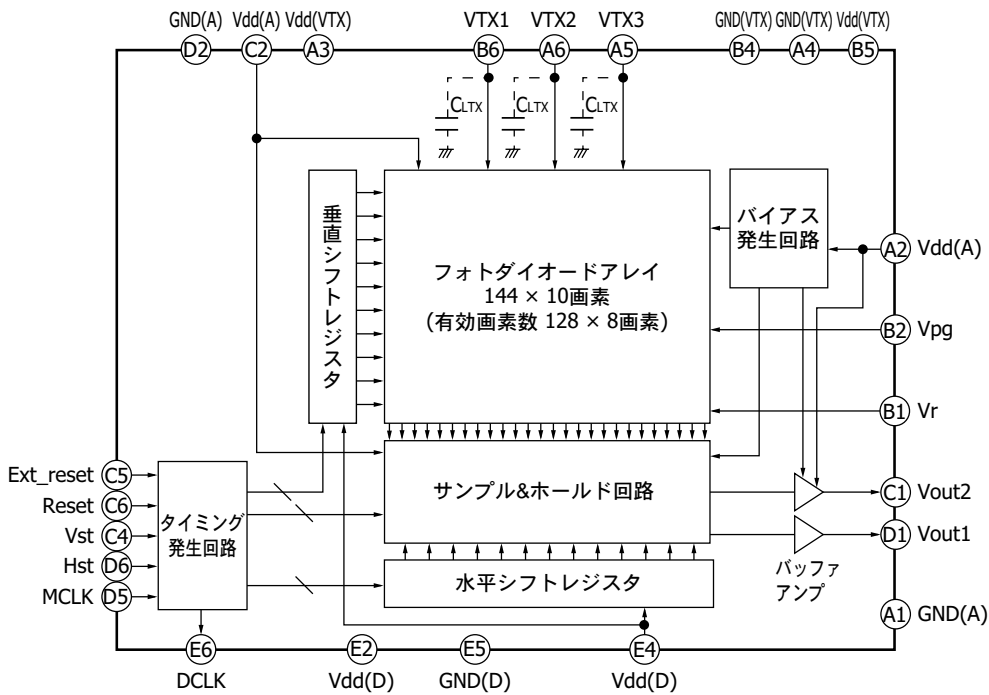 GND(A) Vdd(A) Vdd(VTX) VTX1 VTX2 VTX3 GND(VTX) GND(VTX) Vdd(VTX)
D2 C2 A3 B6 A6 A5 B4 A4 B5
CLTX CLTX CLTX
垂直シフトレジスタ
フォトダイオードアレイ
144 × 10画素
(有効画素数 128 × 8画素)
バイアス
発生回路
A2 Vdd(A)
B2 Vpg
B1 Vr
Ext_reset C5
Reset C6
Vst C4
Hst D6
MCLK D5
タイミング
発生回路
サンプル&ホールド回路
C1 Vout2
D1 Vout1
バッファ
アンプ
水平シフトレジスタ
A1 GND(A)
E6 E2 E5 E4
DCLK Vdd(D) GND(D) Vdd(D)